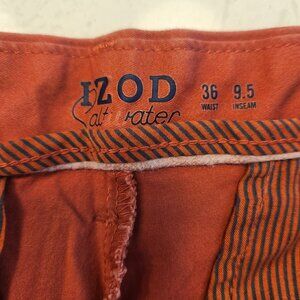 IZOD 36 9.5
Saltwater WAIST INSEAM